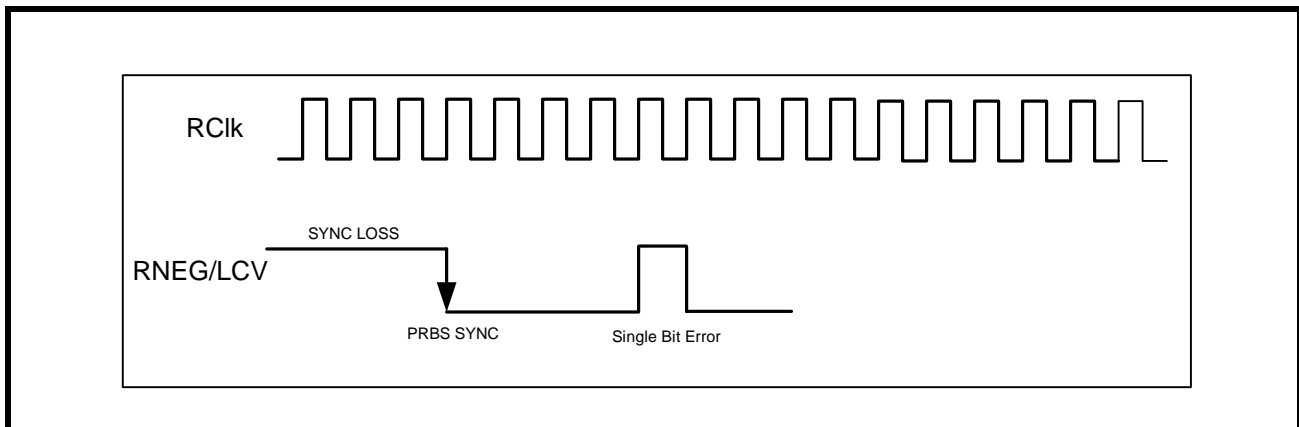 RClk
SYNC LOSS
RNEG/LCV
PRBS SYNC
Single Bit Error